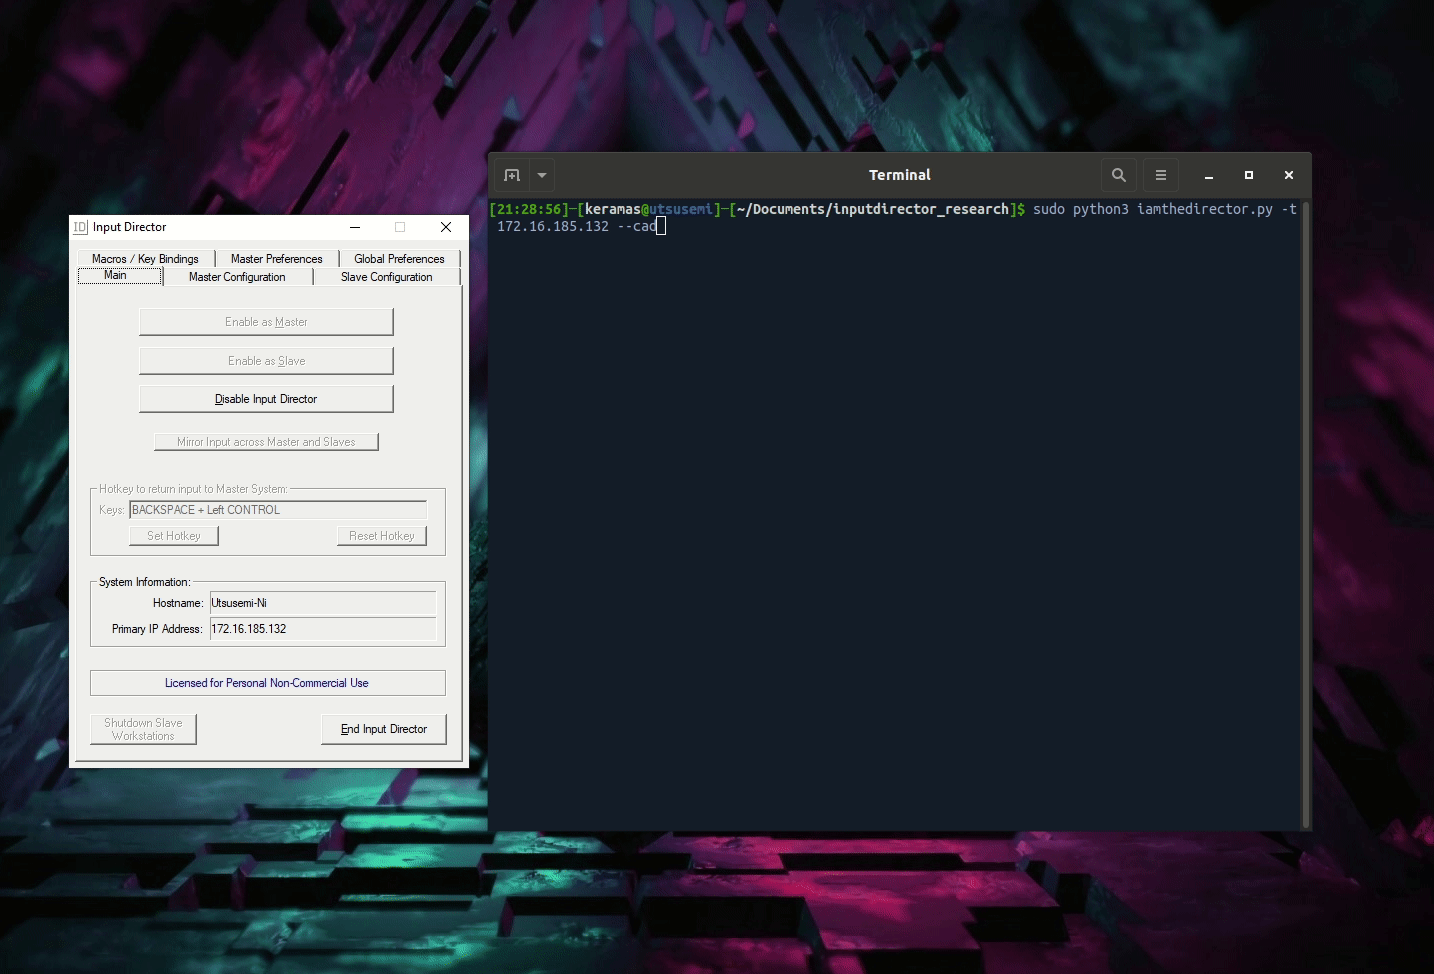 Terminal
[21:28:56]-[keramas@utsusemi]-[~/Documents/inputdirector_research]$ sudo python3 iamthedirector.py -t
172.16.185.132 --cad
ID Input Director
Macros / Key Bindings Master Preferences Global Preferences
Main Master Configuration Slave Configuration
Enable as Master
Enable as Slave
Disable Input Director
Mirror Input across Master and Slaves
Hotkey to return input to Master System:
Keys: BACKSPACE + Left CONTROL
Set Hotkey Reset Hotkey
System Information:
Hostname: Utsusemi-Ni
Primary IP Address: 172.16.185.132
Licensed for Personal Non-Commercial Use
Shutdown Slave
Workstations
End Input Director